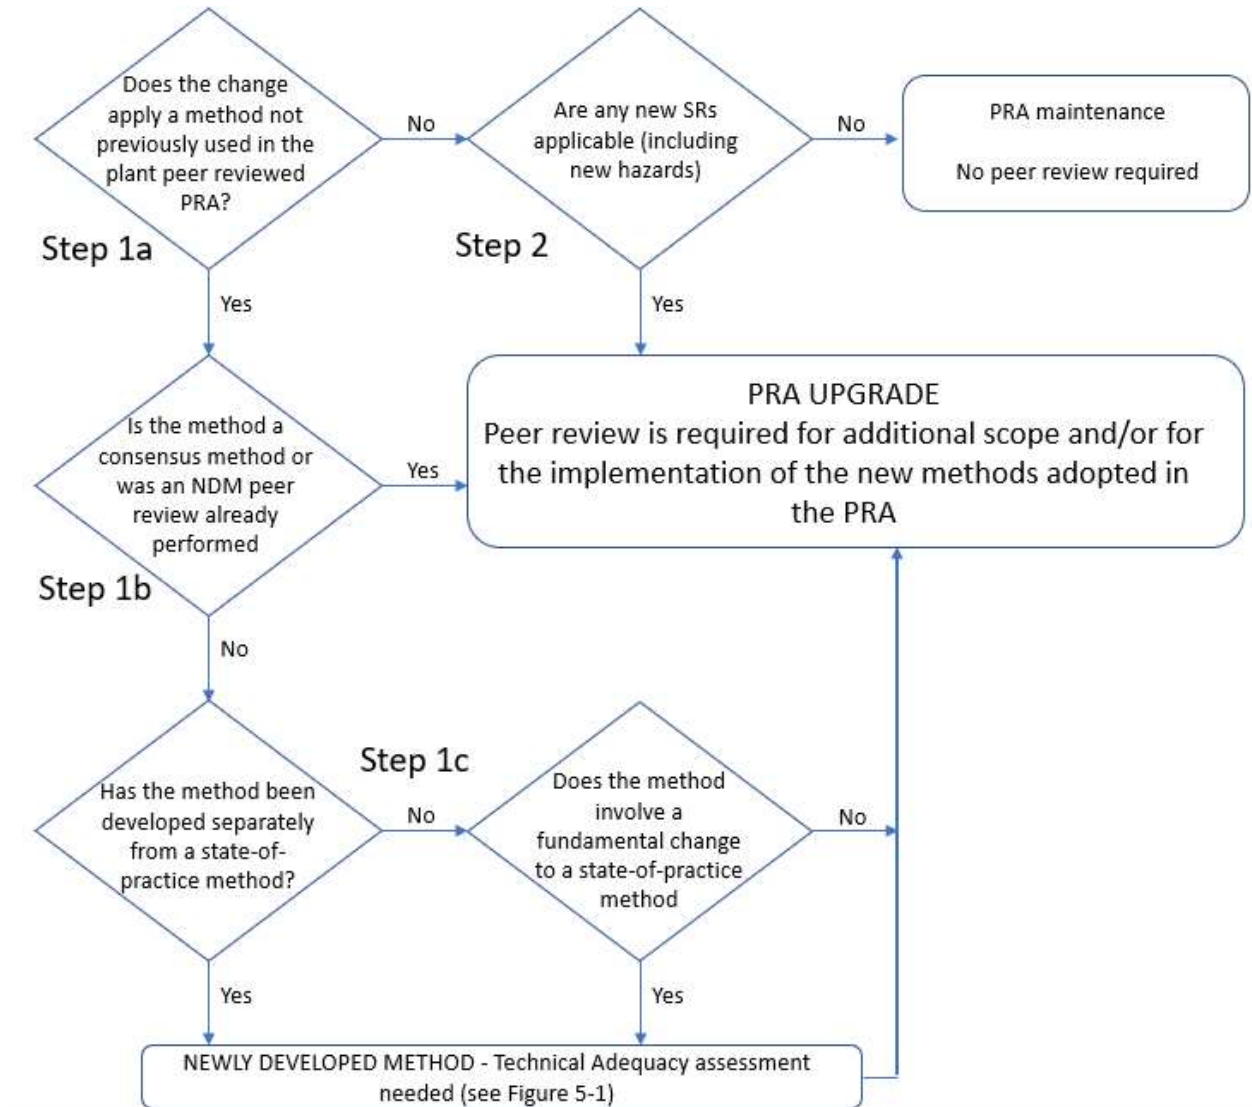 Does the change
apply a method not
previously used in the
plant peer reviewed
PRA?
No
Are any new SRs
applicable (including
new hazards)
No
PRA maintenance
No peer review required
Step 1a
Step 2
Yes
Yes
Is the method a
consensus method or
was an NDM peer
review already
performed
Yes
PRA UPGRADE
Peer review is required for additional scope and/or for
the implementation of the new methods adopted in
the PRA
Step 1b
No
Has the method been
developed separately
from a state-of-
practice method?
Step 1c
No
Does the method
involve a
fundamental change
to a state-of-practice
method
No
Yes
Yes
NEWLY DEVELOPED METHOD - Technical Adequacy assessment
needed (see Figure 5-1)